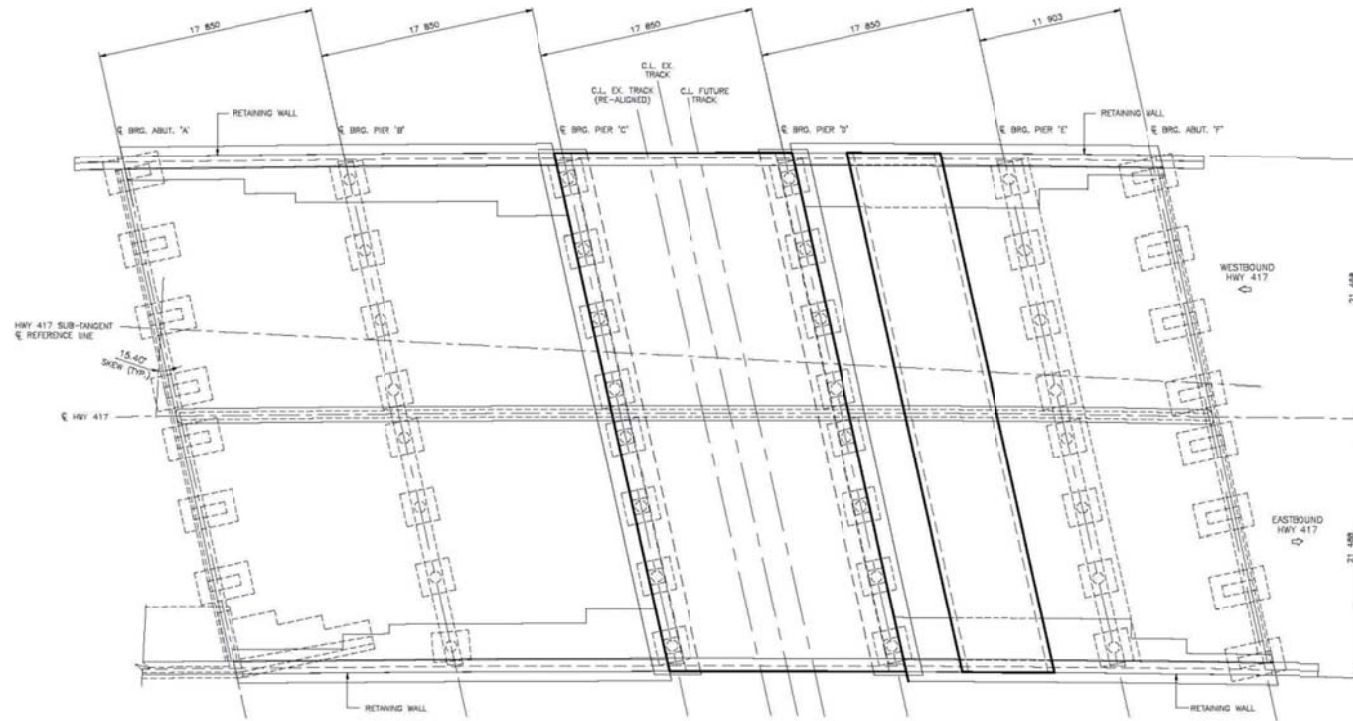 17 850
17 850
17 850
17 850
11 903
C.L. EX.
TRACK
C.L. EX. TRACK
(RE-ALIGNED)
C.L. FUTURE
TRACK
RETAINING WALL
RETAINING WALL
℄ BRG. ABUT. 'A'
℄ BRG. PIER 'B'
℄ BRG. PIER 'C'
℄ BRG. PIER 'D'
℄ BRG. PIER 'E'
℄ BRG. ABUT. 'F'
WESTBOUND
HWY 417
HWY 417 SUB-TANGENT
℄ REFERENCE LINE
15.40°
SKEW (TYP.)
℄ HWY 417
EASTBOUND
HWY 417
RETAINING WALL
RETAINING WALL